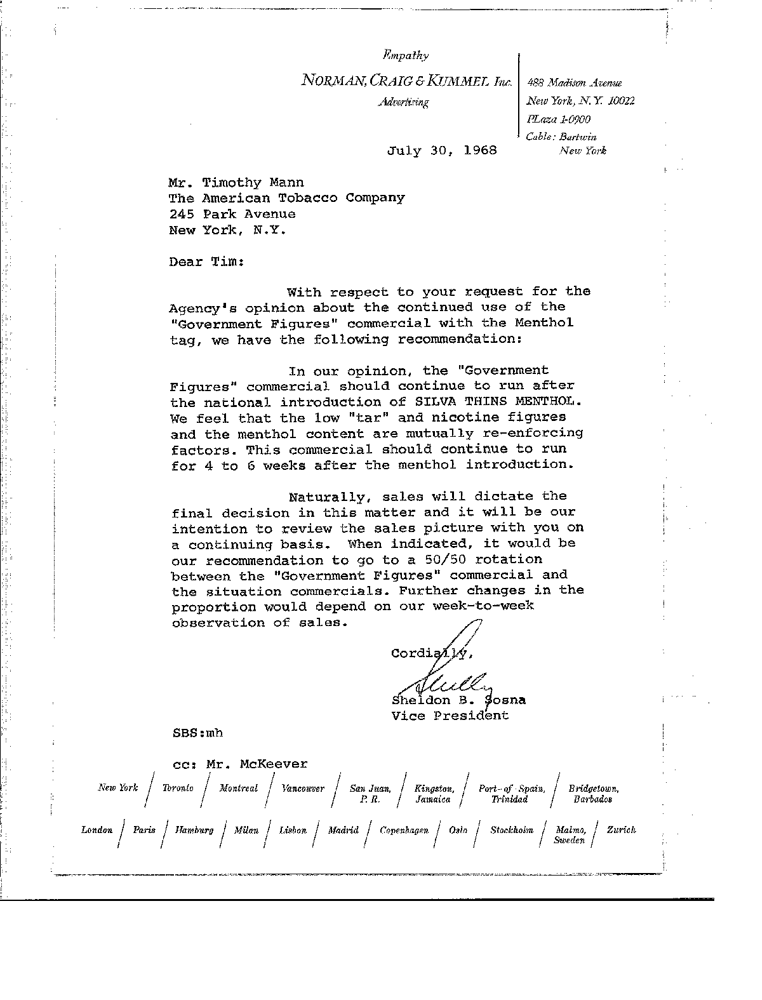 Empathy
NORMAN, CRAIG & KUMMEL Inc.
Advertising
488 Madison Avenue
New York, N. Y. 10022
PLaza 1-0900
Cable: Bartwin
New York
July 30, 1968
Mr. Timothy Mann
The American Tobacco Company
245 Park Avenue
New York, N.Y.
Dear Tim:
With respect to your request for the
Agency's opinion about the continued use of the
"Government Figures" commercial with the Menthol
tag, we have the following recommendation:
In our opinion, the "Government
Figures" commercial should continue to run after
the national introduction of SILVA THINS MENTHOL.
We feel that the low "tar" and nicotine figures
and the menthol content are mutually re-enforcing
factors. This commercial should continue to run
for 4 to 6 weeks after the menthol introduction.
Naturally, sales will dictate the
final decision in this matter and it will be our
intention to review the sales picture with you on
a continuing basis. When indicated, it would be
our recommendation to go to a 50/50 rotation
between the "Government Figures" commercial and
the situation commercials. Further changes in the
proportion would depend on our week-to-week
observation of sales.
Cordially,
Shelly
Sheldon B. Sosna
Vice President
SBS:mh
cc: Mr. McKeever
New York / Toronto / Montreal / Vancouver / San Juan, P. R. / Kingston, Jamaica / Port-of-Spain, Trinidad / Bridgetown, Barbados
London / Paris / Hamburg / Milan / Lisbon / Madrid / Copenhagen / Oslo / Stockholm / Malmo, Sweden / Zurich